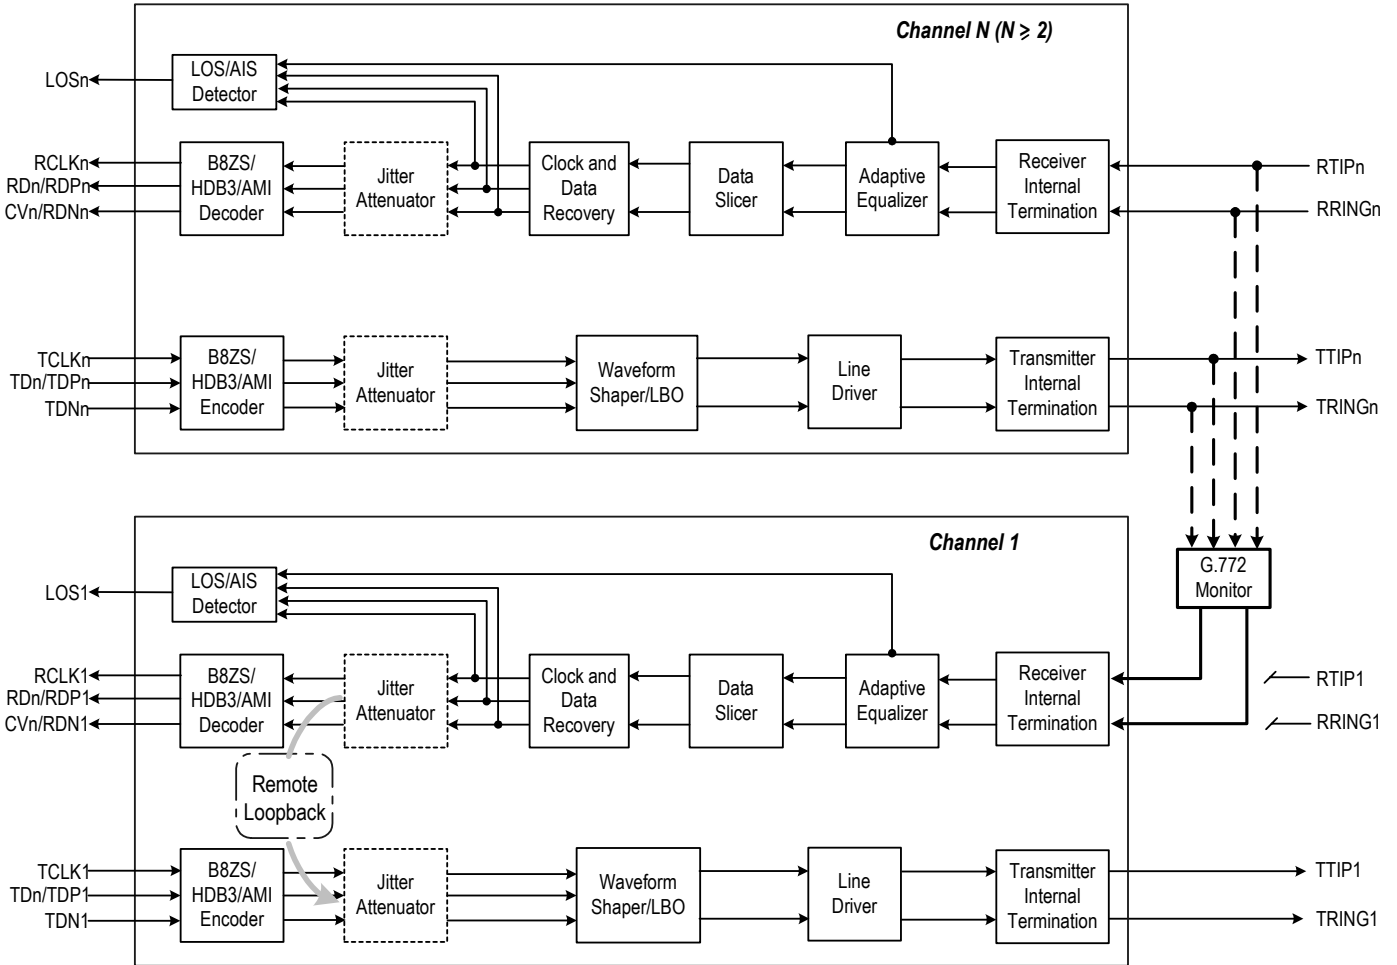 Channel N (N ≥ 2)
LOSn
LOS/AIS
Detector
RCLKn
RDn/RDPn
CVn/RDNn
B8ZS/
HDB3/AMI
Decoder
Jitter
Attenuator
Clock and
Data
Recovery
Data
Slicer
Adaptive
Equalizer
Receiver
Internal
Termination
RTIPn
RRINGn
TCLKn
TDn/TDPn
TDNn
B8ZS/
HDB3/AMI
Encoder
Jitter
Attenuator
Waveform
Shaper/LBO
Line
Driver
Transmitter
Internal
Termination
TTIPn
TRINGn
Channel 1
G.772
Monitor
LOS1
LOS/AIS
Detector
RCLK1
RDn/RDP1
CVn/RDN1
B8ZS/
HDB3/AMI
Decoder
Jitter
Attenuator
Clock and
Data
Recovery
Data
Slicer
Adaptive
Equalizer
Receiver
Internal
Termination
RTIP1
RRING1
Remote
Loopback
TCLK1
TDn/TDP1
TDN1
B8ZS/
HDB3/AMI
Encoder
Jitter
Attenuator
Waveform
Shaper/LBO
Line
Driver
Transmitter
Internal
Termination
TTIP1
TRING1